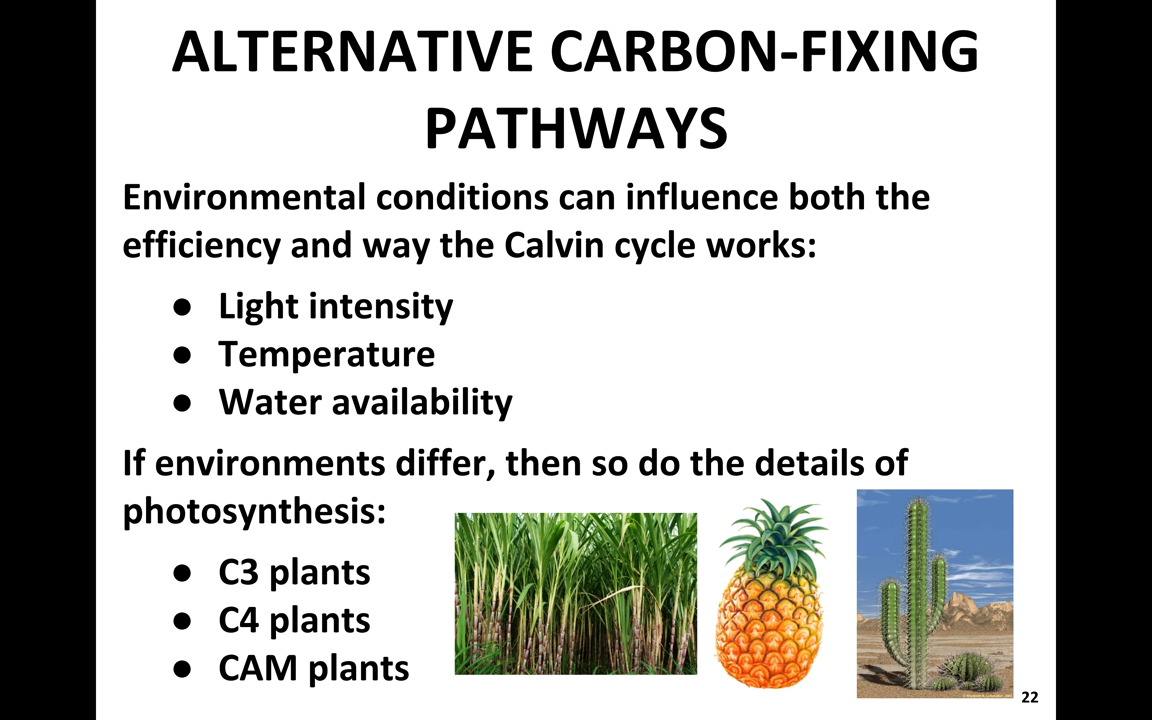 ALTERNATIVE CARBON-FIXING
PATHWAYS
Environmental conditions can influence both the
efficiency and way the Calvin cycle works:
● Light intensity
● Temperature
● Water availability
If environments differ, then so do the details of
photosynthesis:
● C3 plants
● C4 plants
● CAM plants
22